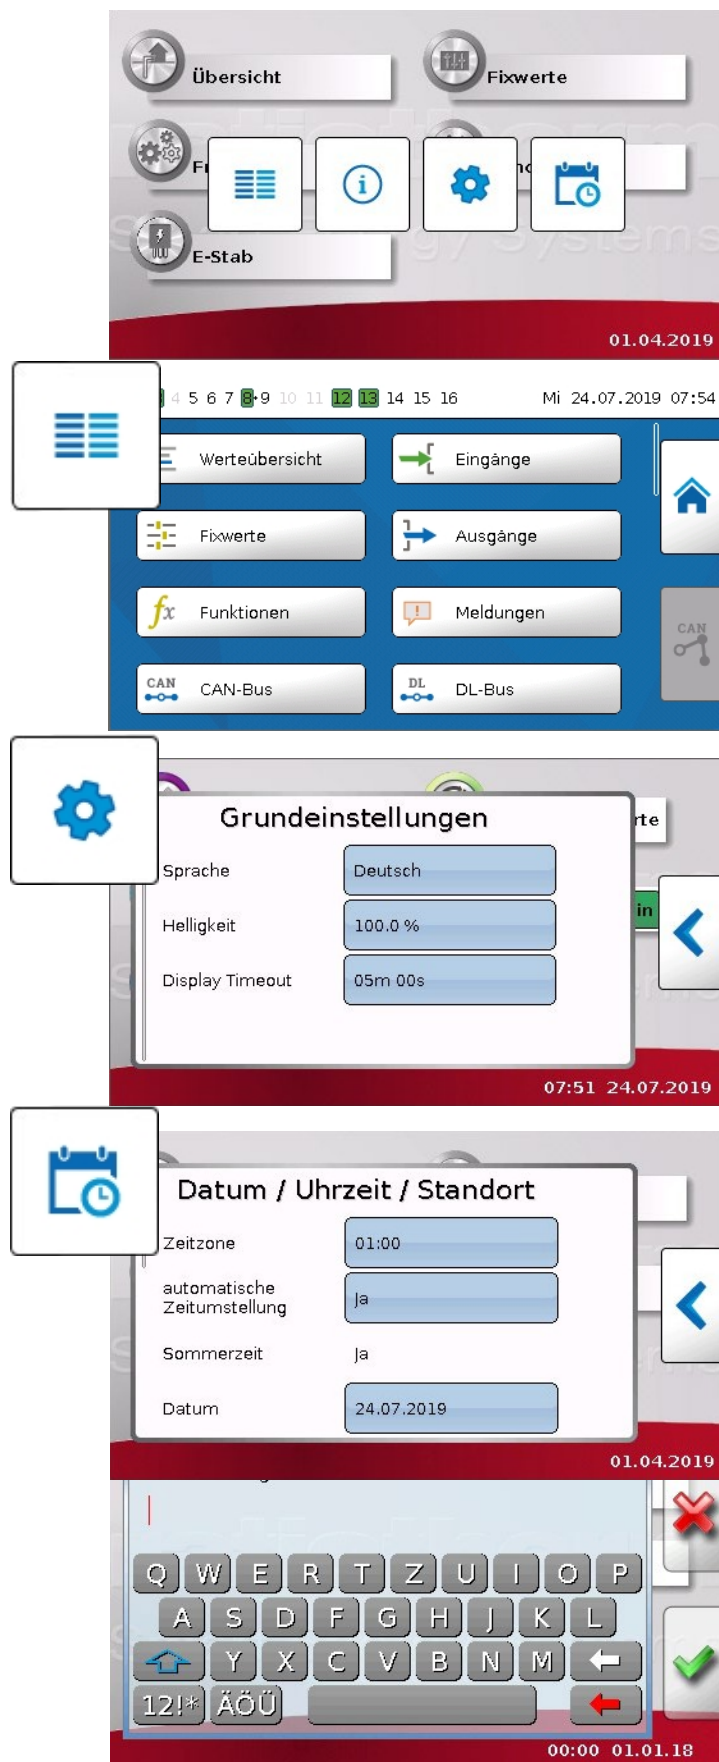 Übersicht
Fixwerte
E-Stab
y Systems
01.04.2019
4 5 6 7 8 9 10 11 12 13 14 15 16 Mi 24.07.2019 07:54
Werteübersicht
Eingänge
Fixwerte
Ausgänge
fx Funktionen
! Meldungen
CAN
CAN CAN-Bus
DL DL-Bus
Grundeinstellungen
rte
Sprache Deutsch
in
Helligkeit 100.0 %
Display Timeout 05m 00s
07:51 24.07.2019
Datum / Uhrzeit / Standort
Zeitzone 01:00
automatische
Zeitumstellung Ja
Sommerzeit Ja
Datum 24.07.2019
01.04.2019
Q W E R T Z U I O P
A S D F G H J K L
Y X C V B N M
12!* ÄÖÜ
00:00 01.01.18